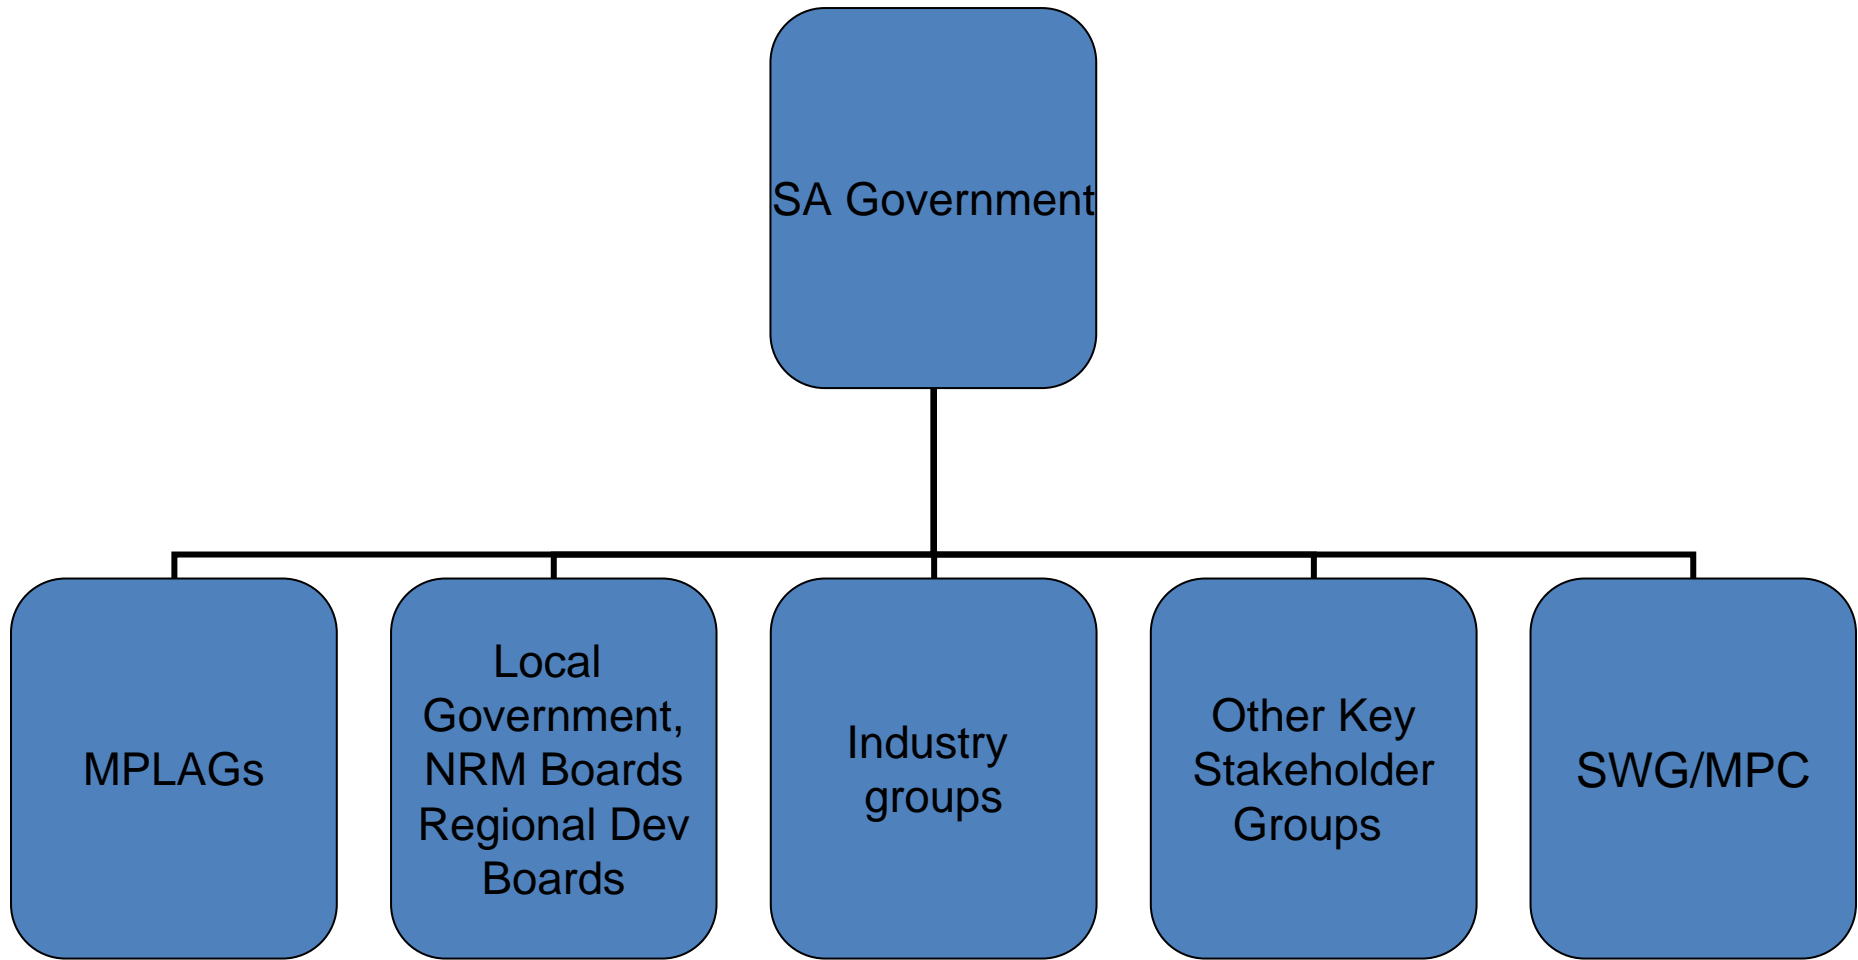 SA Government
MPLAGs
Local
Government,
NRM Boards
Regional Dev
Boards
Industry
groups
Other Key
Stakeholder
Groups
SWG/MPC